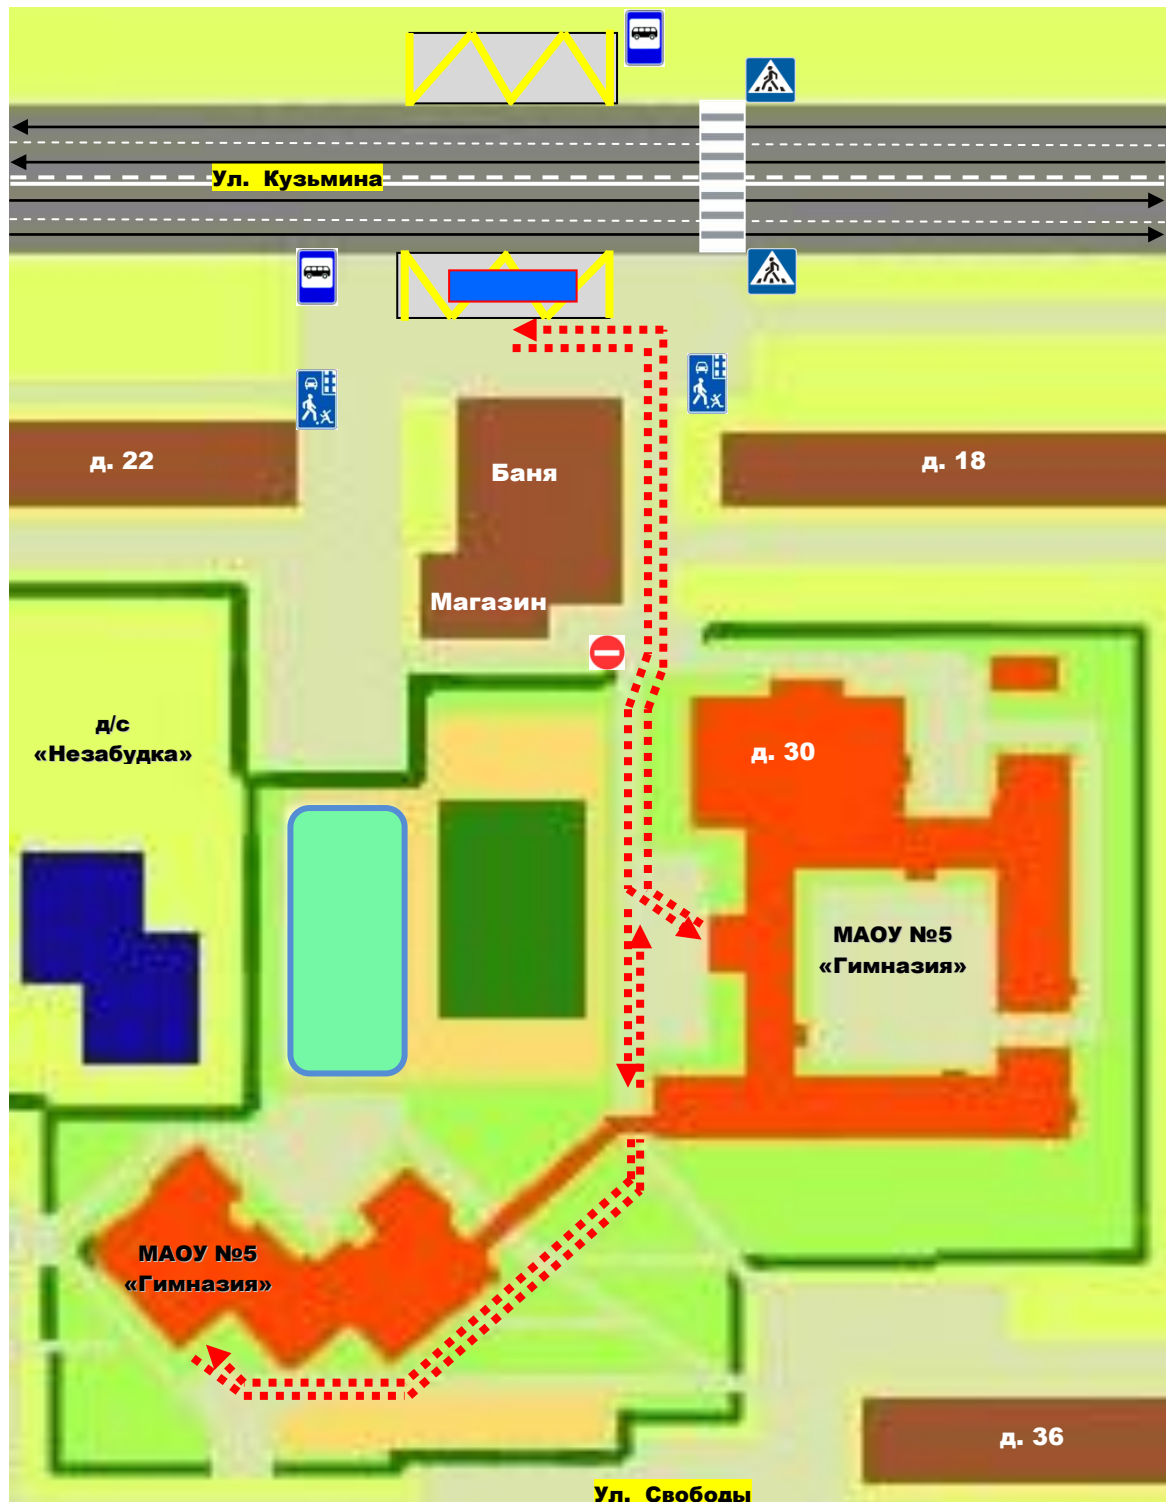 Ул. Кузьмина
д. 22
Баня
д. 18
Магазин
д/с
«Незабудка»
д. 30
МАОУ №5
«Гимназия»
МАОУ №5
«Гимназия»
д. 36
Ул. Свободы